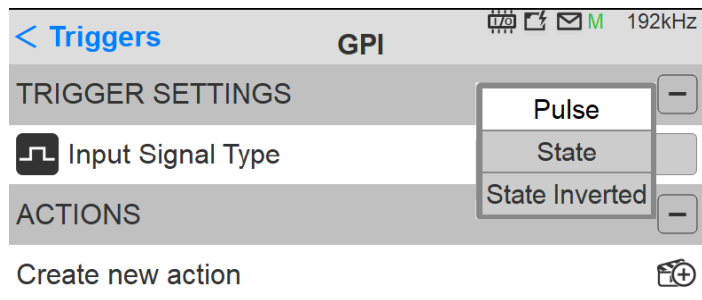 < Triggers
GPI
I/O
M
192kHz
TRIGGER SETTINGS
Pulse
Input Signal Type
State
State Inverted
ACTIONS
Create new action